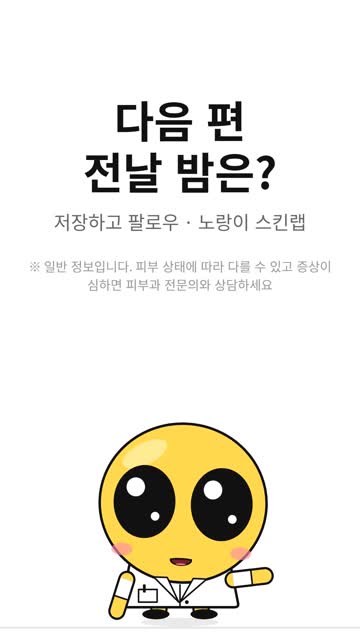 다음 편
전날 밤은?
저장하고 팔로우 · 노랑이 스킨랩
※ 일반 정보입니다. 피부 상태에 따라 다를 수 있고 증상이
심하면 피부과 전문의와 상담하세요